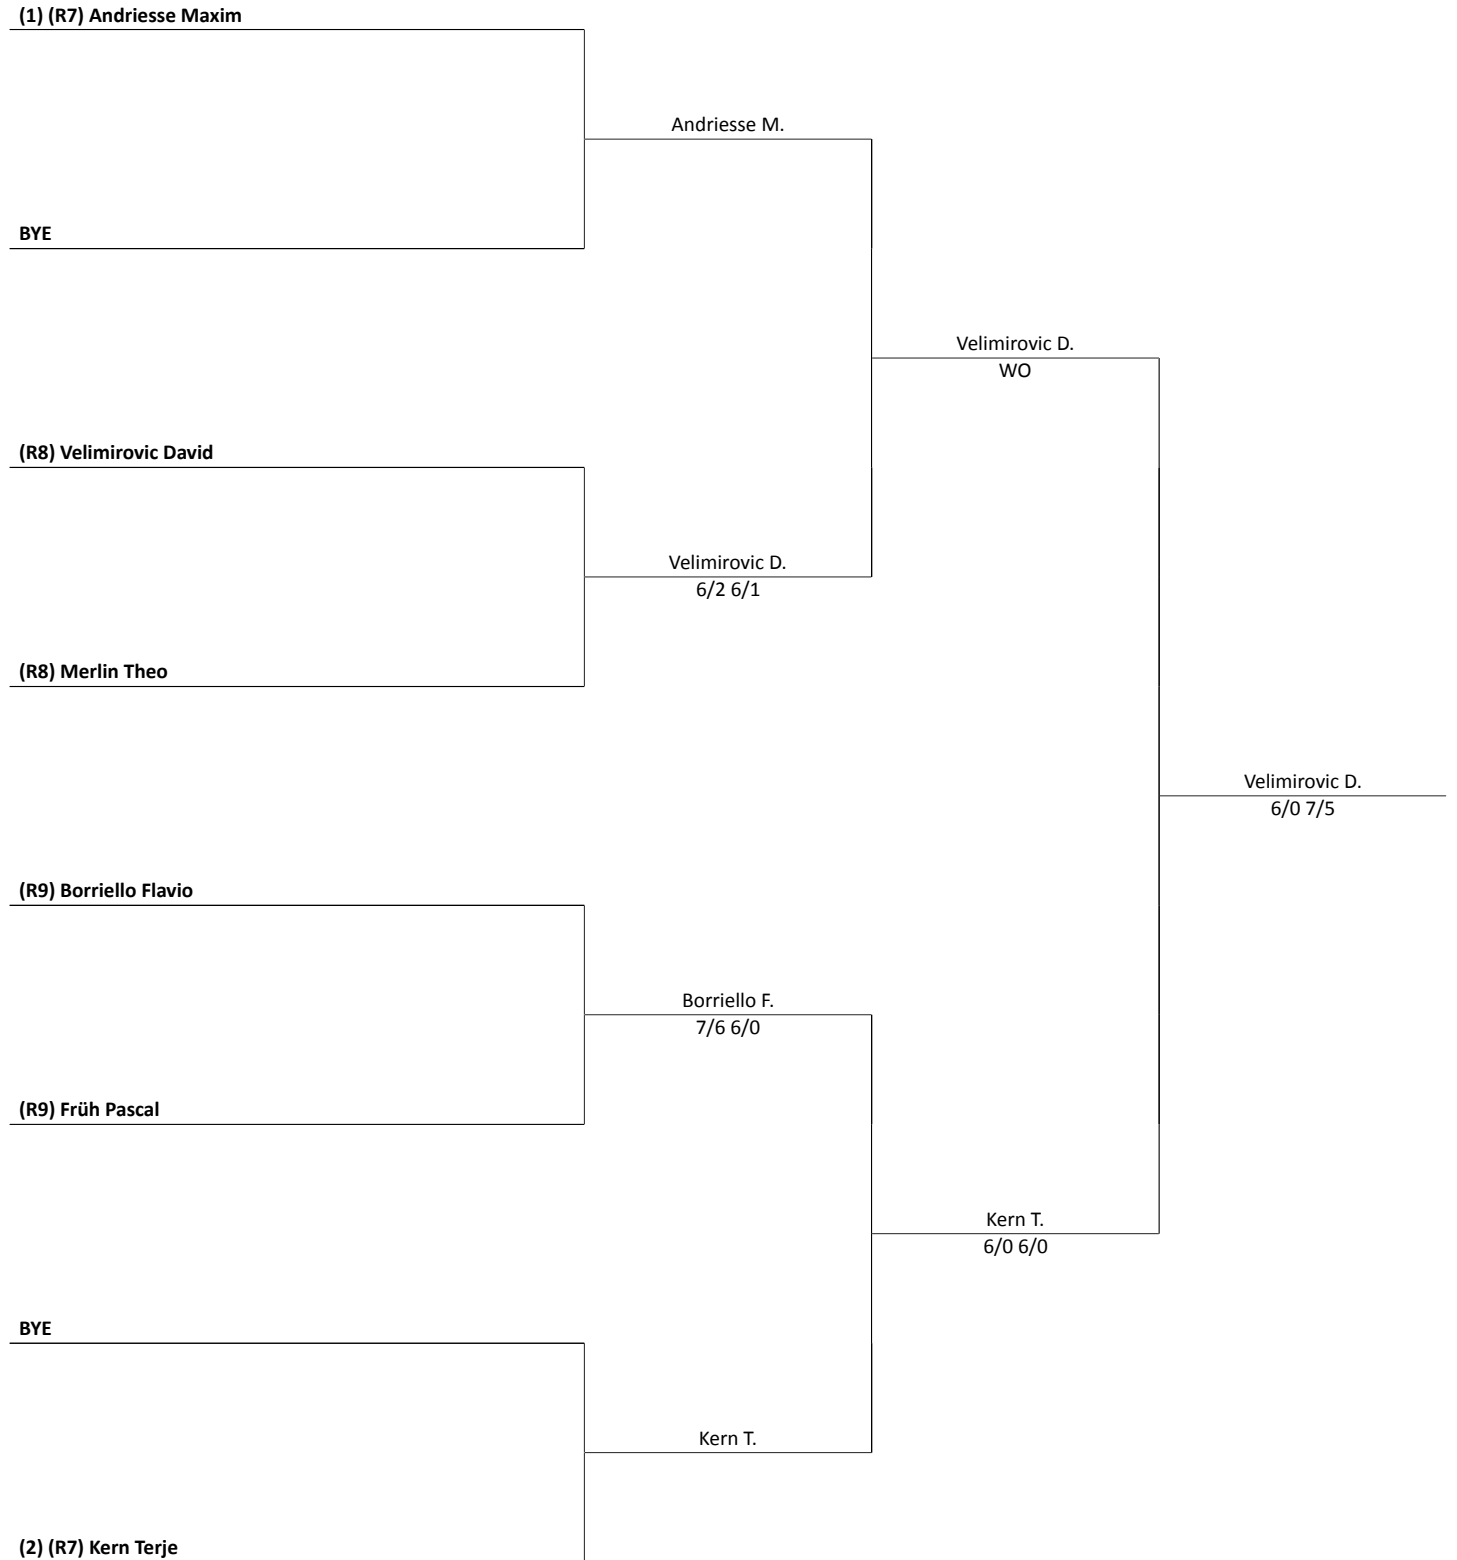 (1) (R7) Andriesse Maxim
Andriesse M.
BYE
Velimirovic D.
WO
(R8) Velimirovic David
Velimirovic D.
6/2 6/1
(R8) Merlin Theo
Velimirovic D.
6/0 7/5
(R9) Borriello Flavio
Borriello F.
7/6 6/0
(R9) Früh Pascal
Kern T.
6/0 6/0
BYE
Kern T.
(2) (R7) Kern Terje